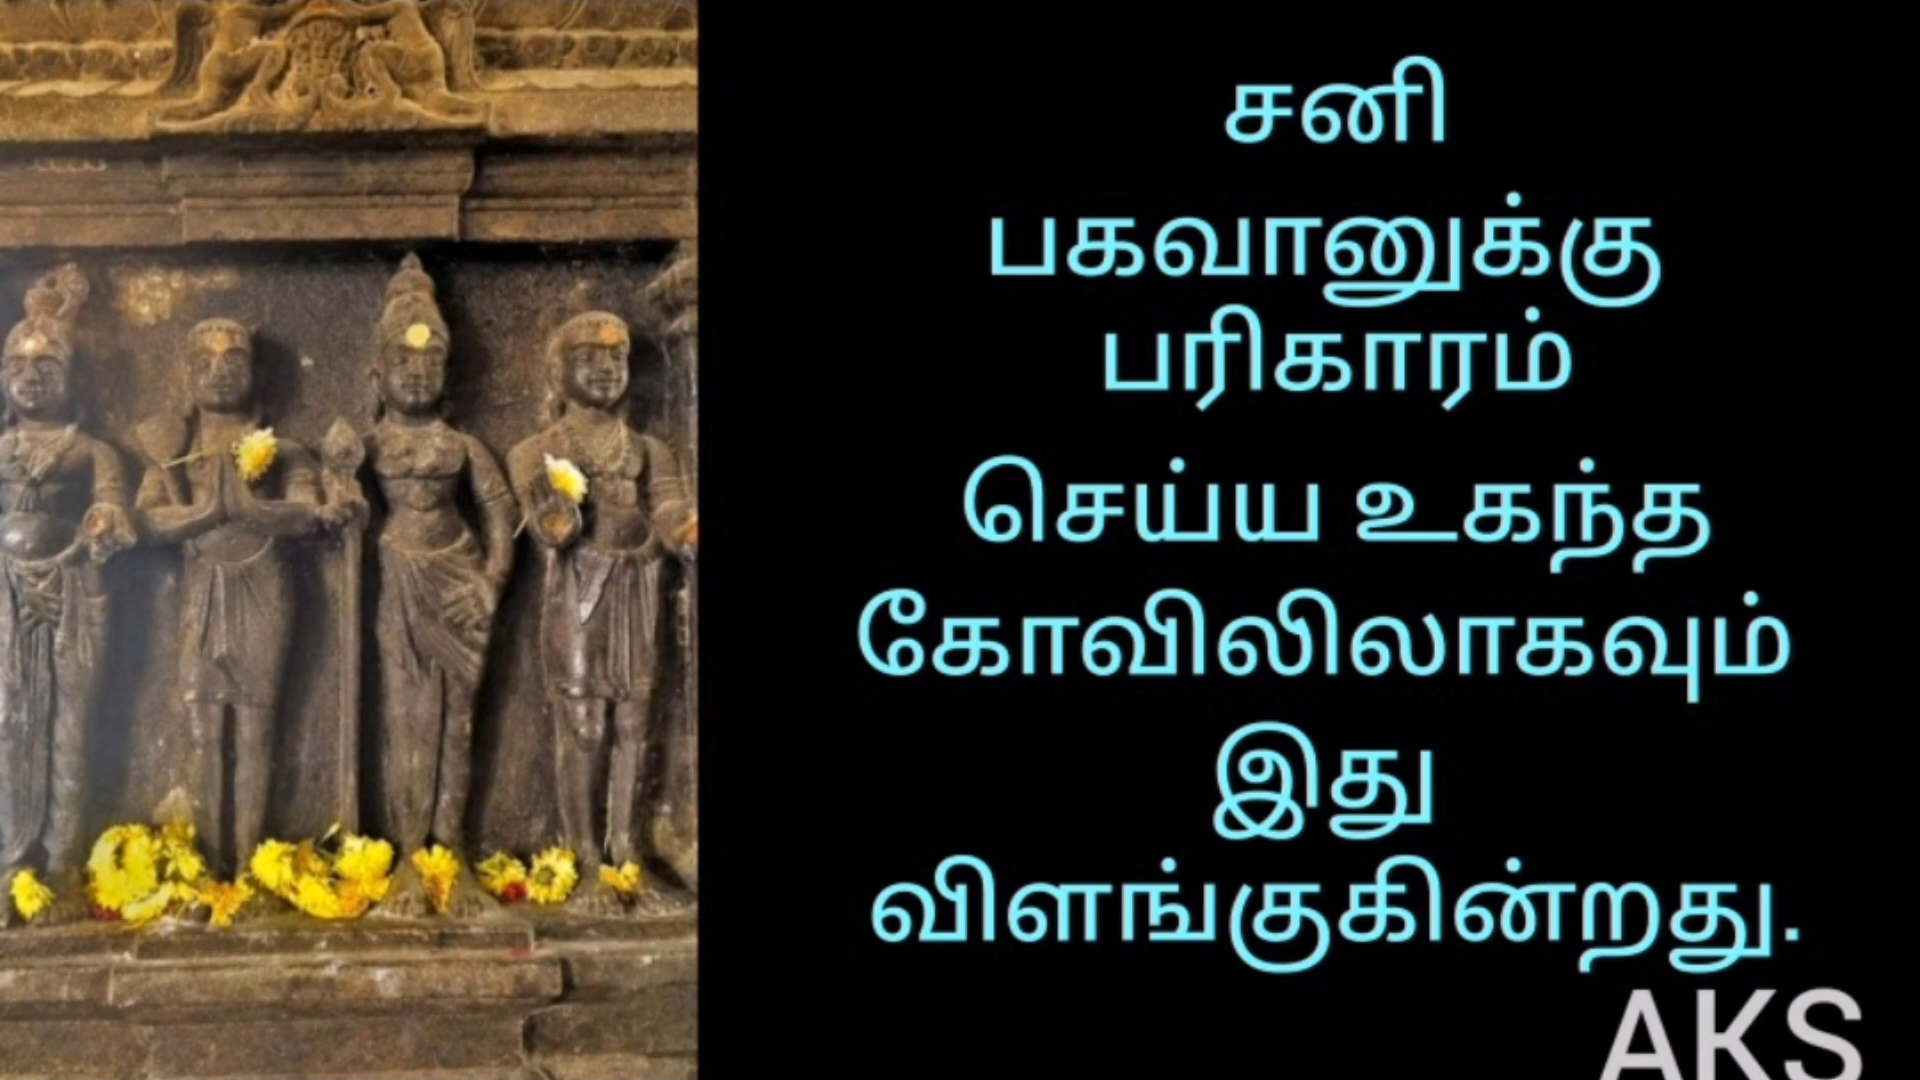 சனி
பகவானுக்கு
பரிகாரம்
செய்ய உகந்த
கோவிலிலாகவும்
இது
விளங்குகின்றது.
AKS